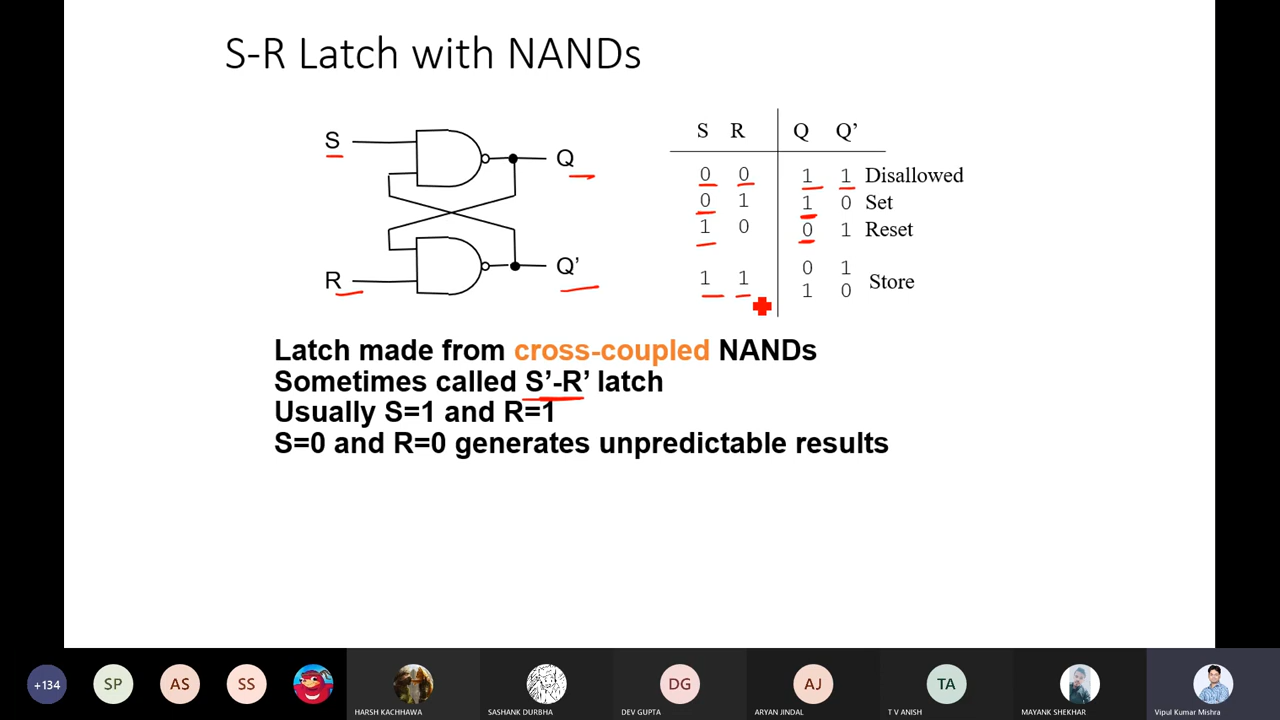 S-R Latch with NANDs
S
Q
R
Q'
S R Q Q'
0 0 1 1 Disallowed
0 1 1 0 Set
1 0 0 1 Reset
1 1 0 1 Store
1 0
Latch made from cross-coupled NANDs
Sometimes called S'-R' latch
Usually S=1 and R=1
S=0 and R=0 generates unpredictable results
+134 SP AS SS DG AJ TA
HARSH KACHHAWA SASHANK DURBHA DEV GUPTA ARYAN JINDAL T V ANISH MAYANK SHEKHAR Vipul Kumar Mishra